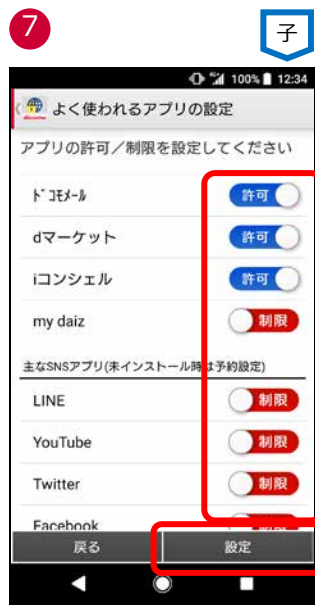 7
子
100% 12:34
よく使われるアプリの設定
アプリの許可/制限を設定してください
ドコモメール 許可
dマーケット 許可
iコンシェル 許可
my daiz 制限
主なSNSアプリ(未インストール時は予約設定)
LINE 制限
YouTube 制限
Twitter 制限
Facebook
戻る 設定